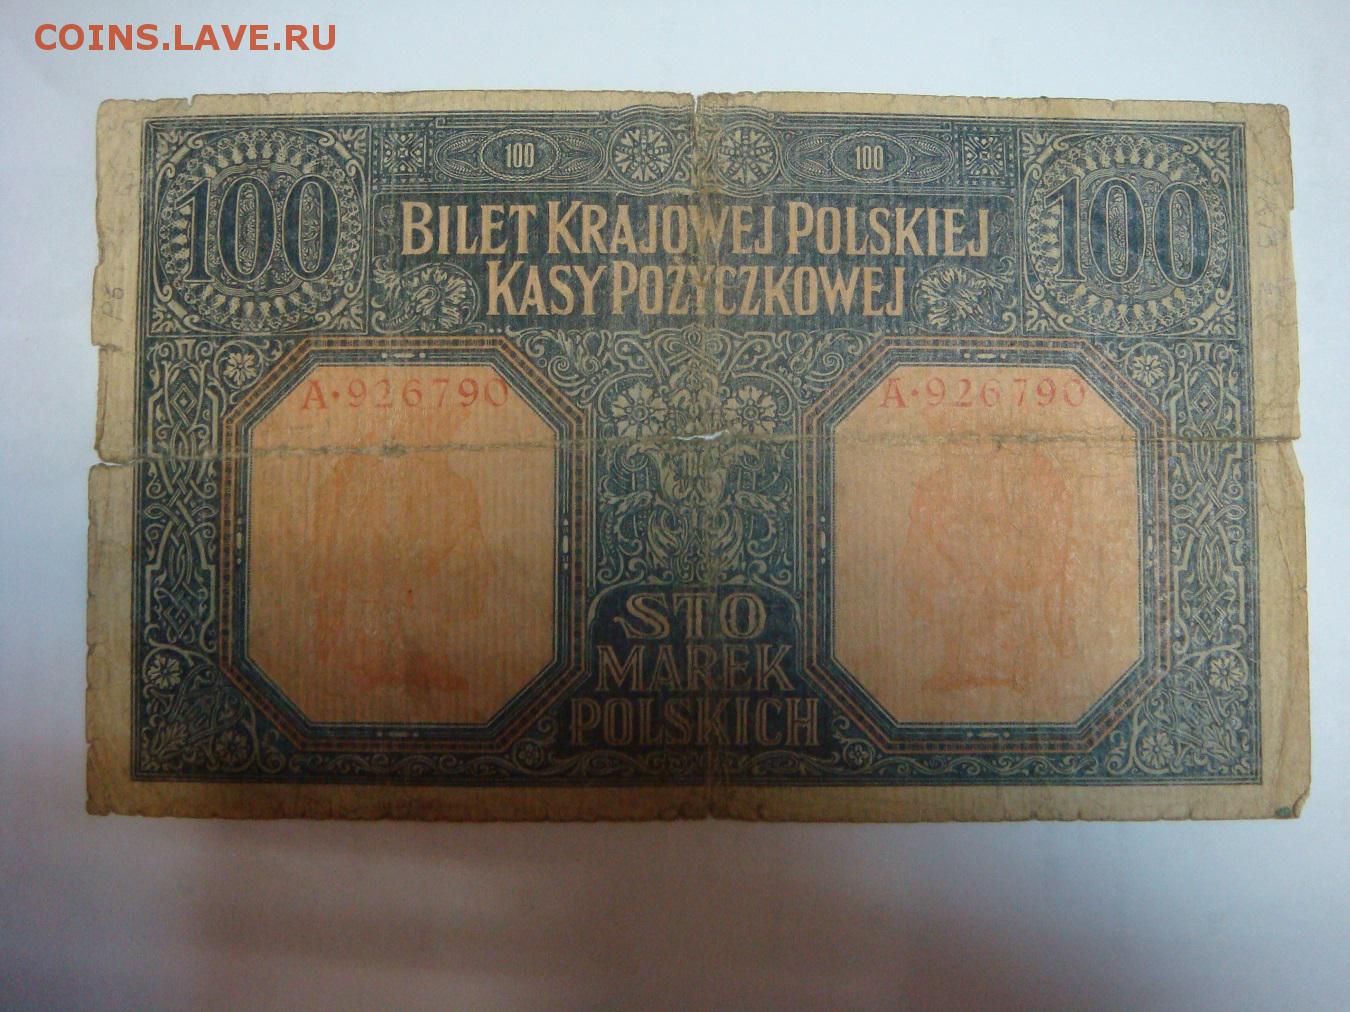 COINS.LAVE.RU
100 100 100 100
BILET KRAJOWEJ POLSKIEJ
KASY POŻYCZKOWEJ
A·926790 A·926790
STO
MAREK
POLSKICH